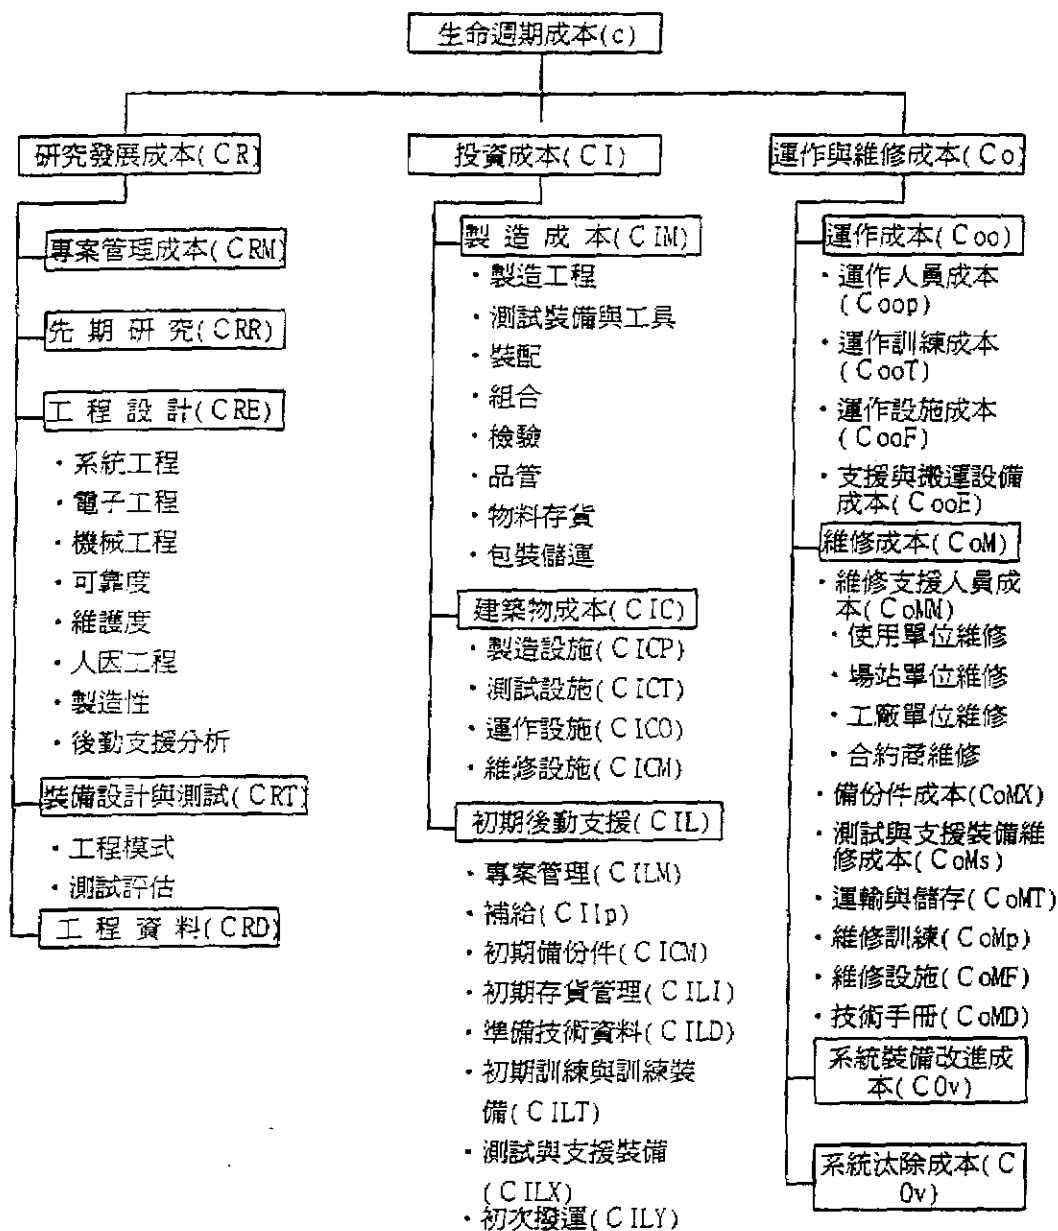 生命週期成本(c)
研究發展成本(CR)
專案管理成本(CRM)
先期研究(CRR)
工程設計(CRE)
・系統工程
・電子工程
・機械工程
・可靠度
・維護度
・人因工程
・製造性
・後勤支援分析
裝備設計與測試(CRT)
・工程模式
・測試評估
工程資料(CRD)
投資成本(CI)
製造成本(CIM)
・製造工程
・測試裝備與工具
・裝配
・組合
・檢驗
・品管
・物料存貨
・包裝儲運
建築物成本(CIC)
・製造設施(CICP)
・測試設施(CICT)
・運作設施(CICO)
・維修設施(CICM)
初期後勤支援(CIL)
・專案管理(CILM)
・補給(CIIp)
・初期備份件(CICM)
・初期存貨管理(CILI)
・準備技術資料(CILD)
・初期訓練與訓練裝
備(CILT)
・測試與支援裝備
(CILX)
・初次撥運(CILY)
運作與維修成本(Co)
運作成本(Coo)
・運作人員成本
(Coop)
・運作訓練成本
(CooT)
・運作設施成本
(CooF)
・支援與搬運設備
成本(CooE)
維修成本(CoM)
・維修支援人員成
本(CoMM)
・使用單位維修
・場站單位維修
・工廠單位維修
・合約商維修
・備份件成本(CoMX)
・測試與支援裝備維
修成本(CoMs)
・運輸與儲存(CoMT)
・維修訓練(CoMp)
・維修設施(CoMF)
・技術手冊(CoMD)
系統裝備改進成
本(COv)
系統汰除成本(C
Ov)